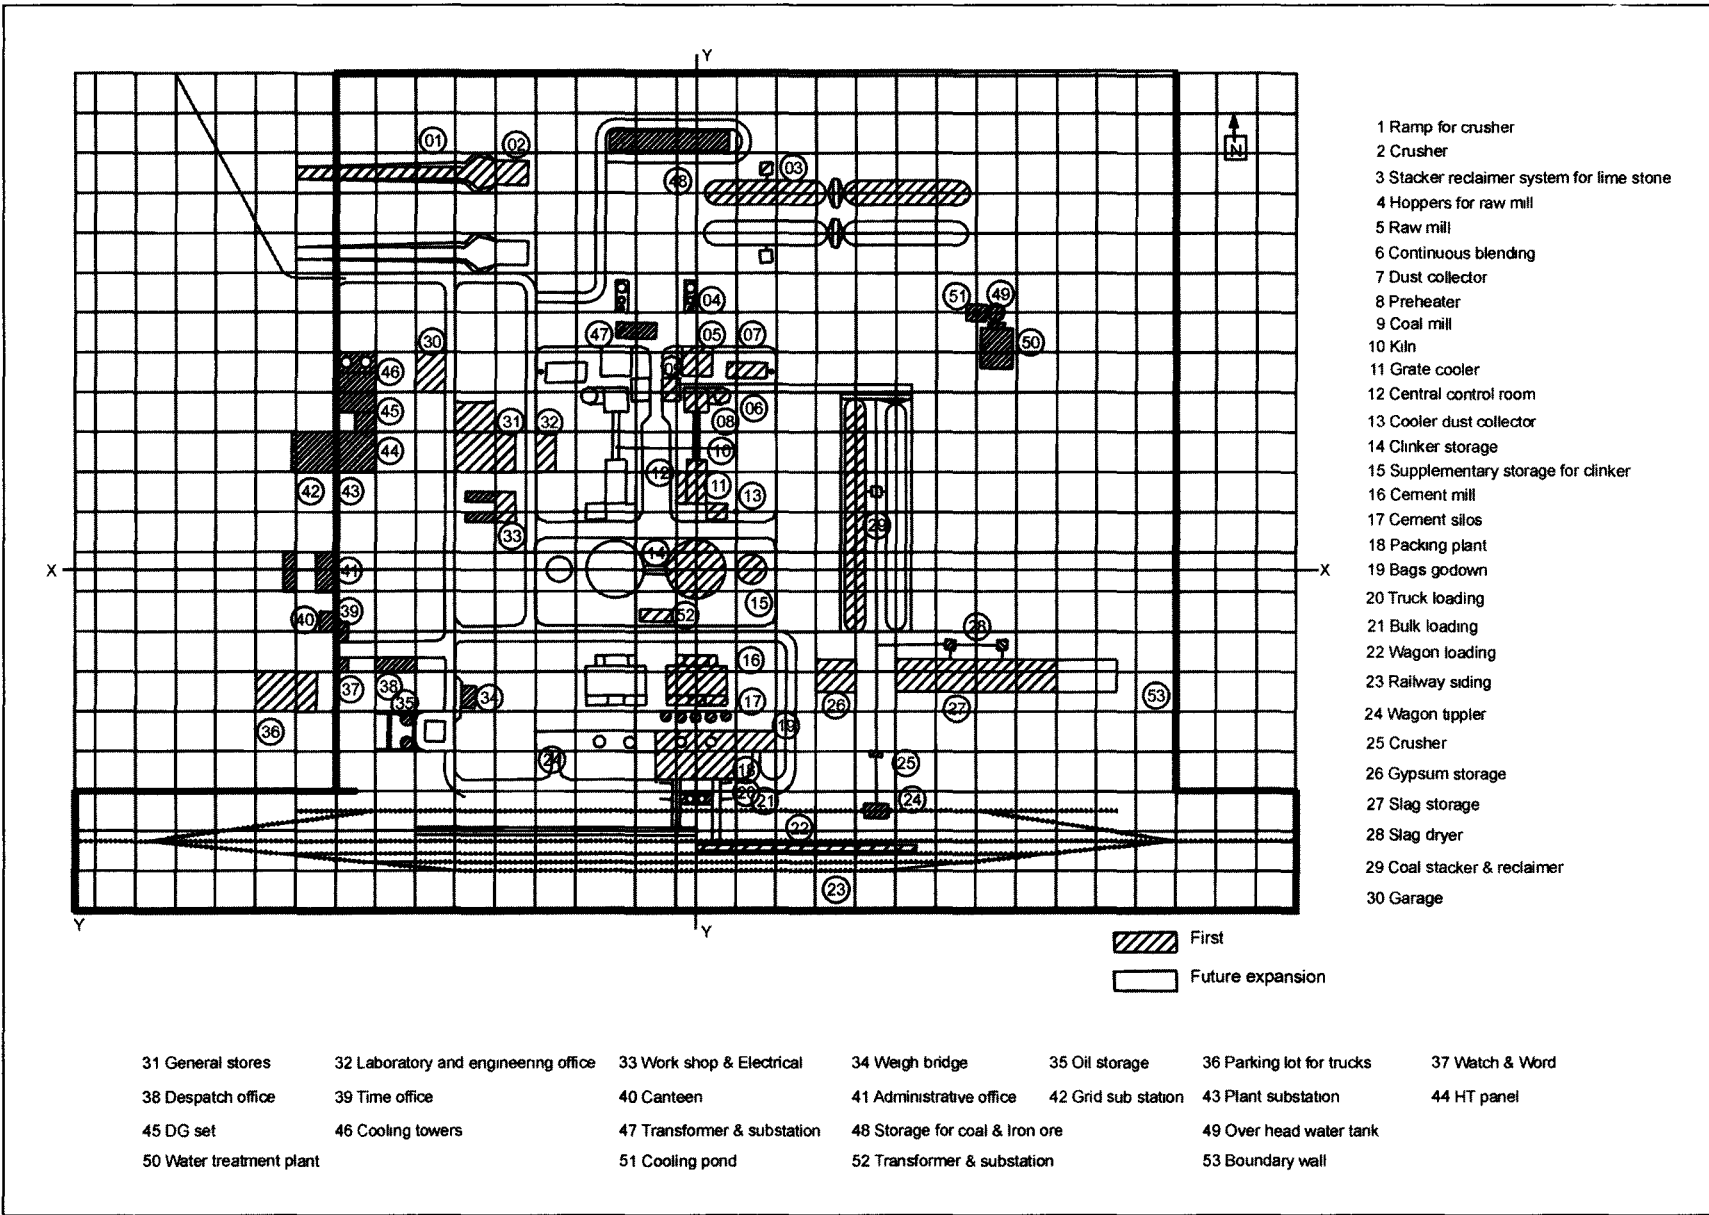 Y
01
02
03
48
N
1 Ramp for crusher
2 Crusher
3 Stacker reclaimer system for lime stone
4 Hoppers for raw mill
5 Raw mill
6 Continuous blending
7 Dust collector
8 Preheater
9 Coal mill
10 Kiln
11 Grate cooler
12 Central control room
13 Cooler dust collector
14 Clinker storage
15 Supplementary storage for clinker
16 Cement mill
17 Cement silos
18 Packing plant
19 Bags godown
20 Truck loading
21 Bulk loading
22 Wagon loading
23 Railway siding
24 Wagon tippler
25 Crusher
26 Gypsum storage
27 Slag storage
28 Slag dryer
29 Coal stacker & reclaimer
30 Garage
04
51
49
47
05
07
50
30
46
09
06
45
31
32
08
44
10
12
11
13
42
43
33
29
X
41
14
X
15
40
39
52
28
16
37
38
35
34
17
26
27
53
36
19
24
18
25
20
21
24
22
23
Y
Y
First
Future expansion
31 General stores
32 Laboratory and engineering office
33 Work shop & Electrical
34 Weigh bridge
35 Oil storage
36 Parking lot for trucks
37 Watch & Word
38 Despatch office
39 Time office
40 Canteen
41 Administrative office
42 Grid sub station
43 Plant substation
44 HT panel
45 DG set
46 Cooling towers
47 Transformer & substation
48 Storage for coal & Iron ore
49 Over head water tank
50 Water treatment plant
51 Cooling pond
52 Transformer & substation
53 Boundary wall